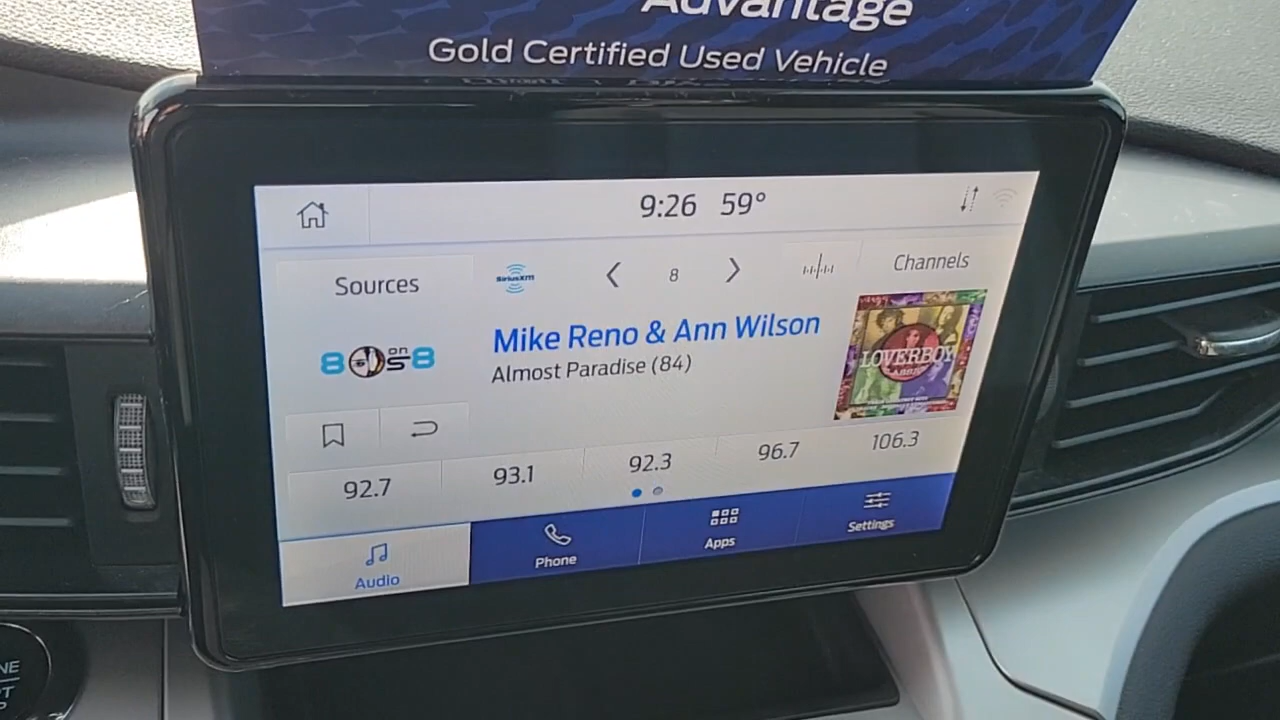 Advantage
Gold Certified Used Vehicle
9:26 59°
Sources
SiriusXM
8
Channels
80s on 8
Mike Reno & Ann Wilson
Almost Paradise (84)
LOVERBOY
92.7
93.1
92.3
96.7
106.3
Audio
Phone
Apps
Settings